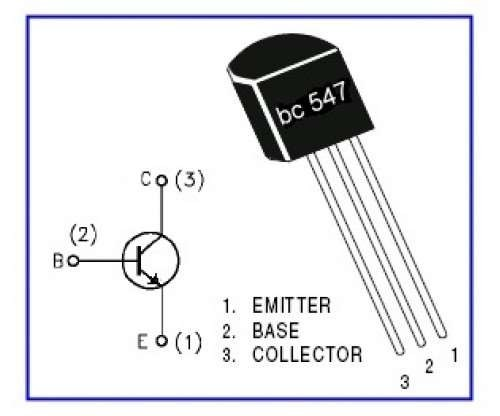 bc 547
C (3)
(2)
B
E (1)
1. EMITTER
2. BASE
3. COLLECTOR
1
2
3